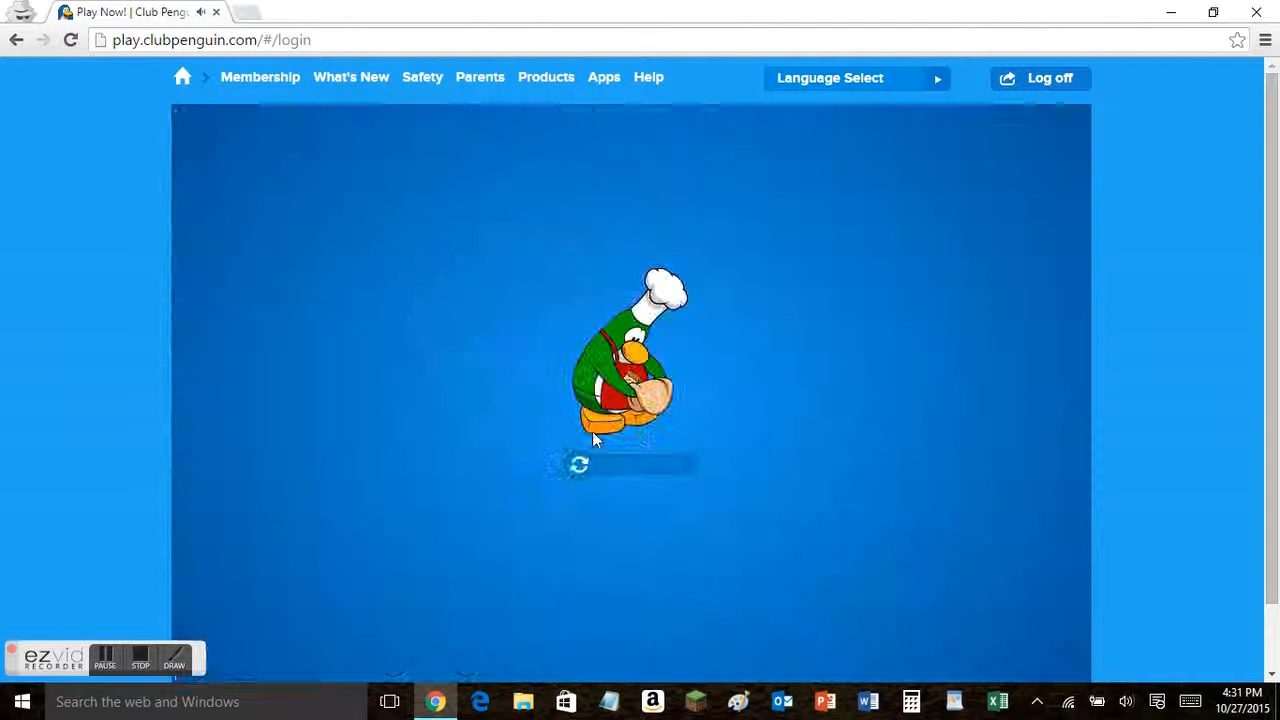 Play Now! | Club Peng
play.clubpenguin.com/#/login
Membership What's New Safety Parents Products Apps Help Language Select Log off
ezvid
RECORDER
PAUSE STOP DRAW
Search the web and Windows
4:31 PM
10/27/2015